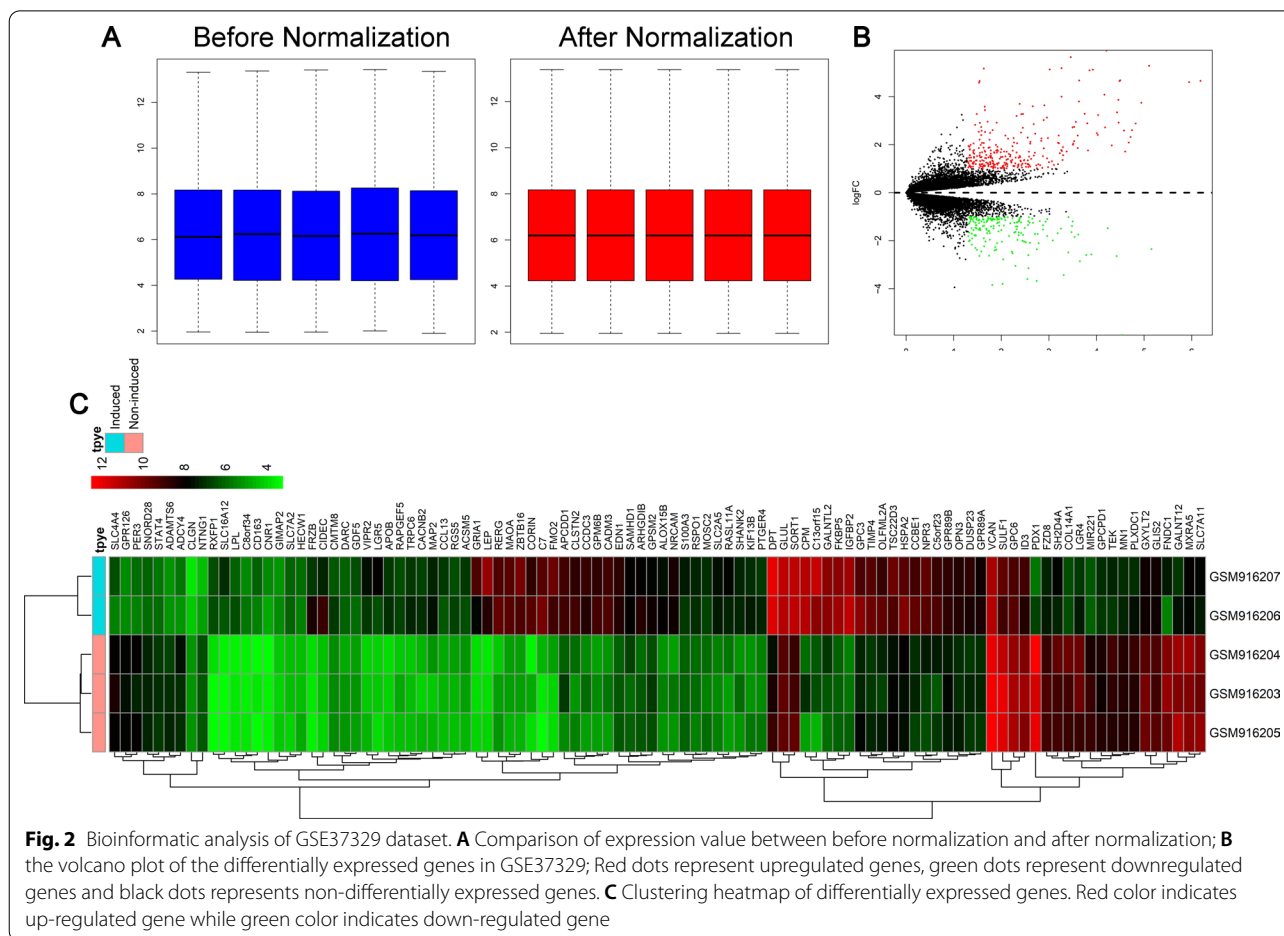 A
Before Normalization
After Normalization
B
12
10
8
6
4
2
12
10
8
6
4
2
logFC
4
2
0
−2
−4
0
1
2
3
4
5
6
C
tpye
Induced
Non-induced
12
10
8
6
4
tpye
SLC4A4
GPR126
PER3
SNORD28
STAT4
ADAMTS6
ADCY4
CLGN
NTNG1
RXFP1
SLC16A12
LPL
C8orf34
CD163
CNR1
GIMAP2
SLC7A2
HECW1
FRZB
CIDEC
CMTM8
DARC
GDF5
VIPR2
LGR5
APOB
RAPGEF5
TRPC6
CACNB2
MAP2
CCL13
RGS5
ACSM5
GRIA1
LEP
RERG
MAOA
ZBTB16
CORIN
C7
FMO2
APCDD1
CLSTN2
OLFM2
GPM6B
CADM3
EDN1
SAMHD1
ARHGDIB
GPSM2
ALOX15B
NRCAM
S100A3
RSPO1
MOSC2
SLC2A5
RASL11A
SHANK2
KIF13B
PTGER4
DPT
GLUL
SORT1
CPM
C13orf15
GALNTL2
FKBP5
IGFBP2
GPC3
TIMP4
OLFML2A
TSC22D3
HSPA2
CCBE1
NPR3
C5orf23
GPR89B
OPN3
DUSP23
GPR89A
VCAN
SULF1
GPC6
ID3
PDX1
FZD8
SH2D4A
COL14A1
LGR4
MIR221
GPCPD1
TEK
MN1
PLXDC1
GXYLT2
GLIS2
FNDC1
GALNT12
MXRA5
SLC7A11
GSM916207
GSM916206
GSM916204
GSM916203
GSM916205
Fig. 2 Bioinformatic analysis of GSE37329 dataset. A Comparison of expression value between before normalization and after normalization; B
the volcano plot of the differentially expressed genes in GSE37329; Red dots represent upregulated genes, green dots represent downregulated
genes and black dots represents non-differentially expressed genes. C Clustering heatmap of differentially expressed genes. Red color indicates
up-regulated gene while green color indicates down-regulated gene